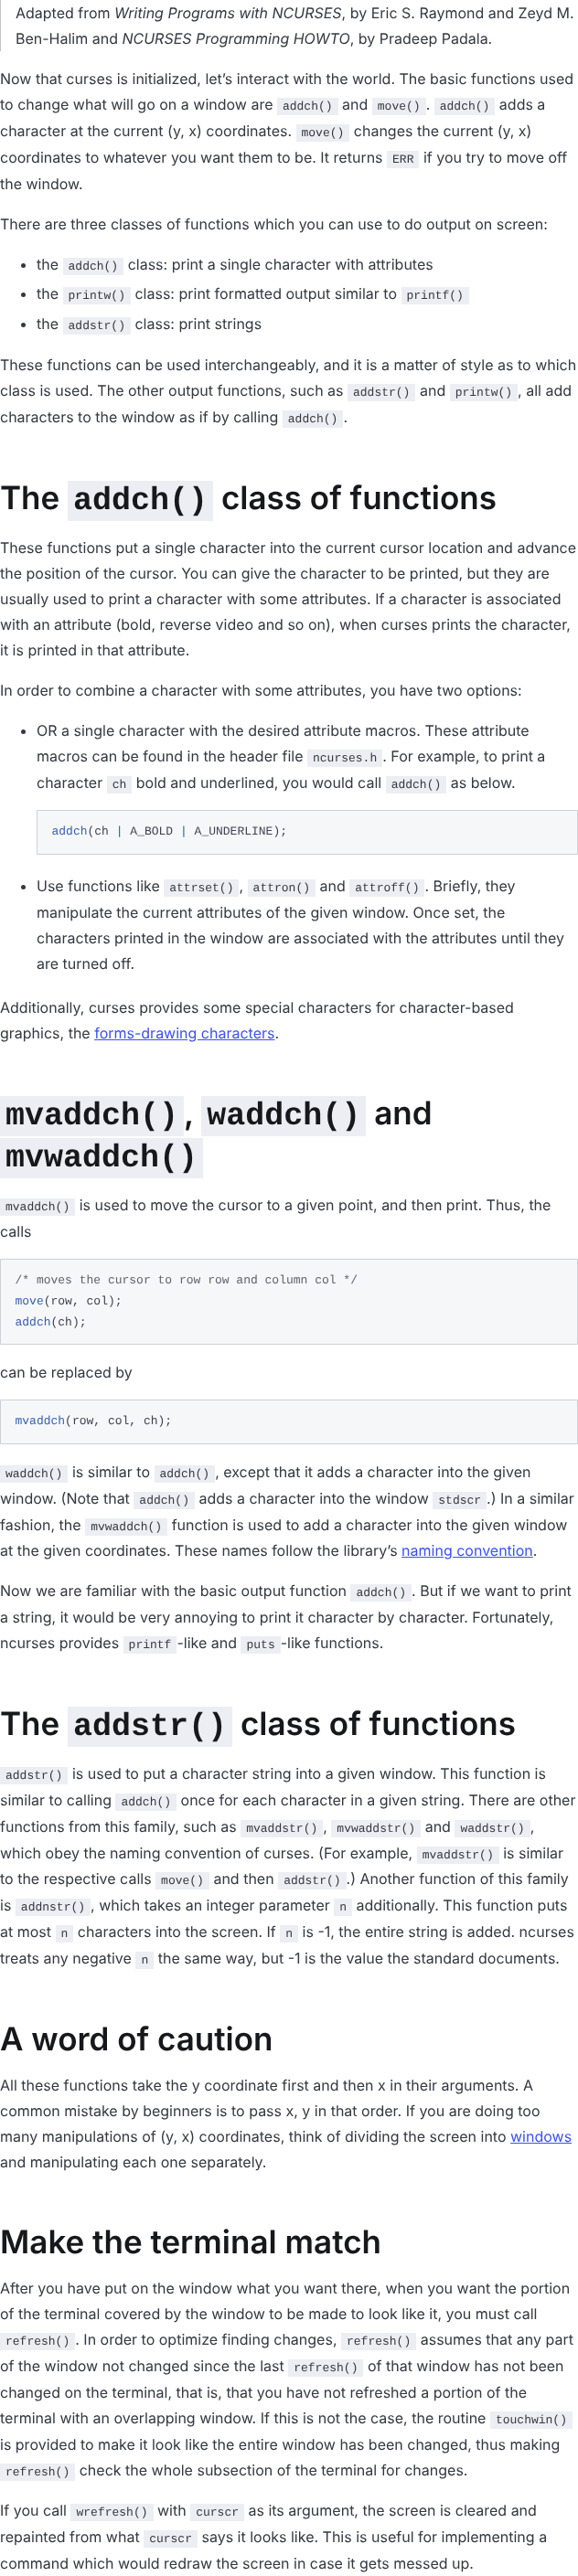 Adapted from Writing Programs with NCURSES, by Eric S. Raymond and Zeyd M.
Ben-Halim and NCURSES Programming HOWTO, by Pradeep Padala.
Now that curses is initialized, let’s interact with the world. The basic functions used
to change what will go on a window are addch() and move(). addch() adds a
character at the current (y, x) coordinates. move() changes the current (y, x)
coordinates to whatever you want them to be. It returns ERR if you try to move off
the window.
There are three classes of functions which you can use to do output on screen:
• the addch() class: print a single character with attributes
• the printw() class: print formatted output similar to printf()
• the addstr() class: print strings
These functions can be used interchangeably, and it is a matter of style as to which
class is used. The other output functions, such as addstr() and printw(), all add
characters to the window as if by calling addch().
The addch() class of functions
These functions put a single character into the current cursor location and advance
the position of the cursor. You can give the character to be printed, but they are
usually used to print a character with some attributes. If a character is associated
with an attribute (bold, reverse video and so on), when curses prints the character,
it is printed in that attribute.
In order to combine a character with some attributes, you have two options:
• OR a single character with the desired attribute macros. These attribute
macros can be found in the header file ncurses.h. For example, to print a
character ch bold and underlined, you would call addch() as below.
addch(ch | A_BOLD | A_UNDERLINE);
• Use functions like attrset(), attron() and attroff(). Briefly, they
manipulate the current attributes of the given window. Once set, the
characters printed in the window are associated with the attributes until they
are turned off.
Additionally, curses provides some special characters for character-based
graphics, the forms-drawing characters.
mvaddch(), waddch() and
mvwaddch()
mvaddch() is used to move the cursor to a given point, and then print. Thus, the
calls
/* moves the cursor to row row and column col */
move(row, col);
addch(ch);
can be replaced by
mvaddch(row, col, ch);
waddch() is similar to addch(), except that it adds a character into the given
window. (Note that addch() adds a character into the window stdscr.) In a similar
fashion, the mvwaddch() function is used to add a character into the given window
at the given coordinates. These names follow the library’s naming convention.
Now we are familiar with the basic output function addch(). But if we want to print
a string, it would be very annoying to print it character by character. Fortunately,
ncurses provides printf-like and puts-like functions.
The addstr() class of functions
addstr() is used to put a character string into a given window. This function is
similar to calling addch() once for each character in a given string. There are other
functions from this family, such as mvaddstr(), mvwaddstr() and waddstr(),
which obey the naming convention of curses. (For example, mvaddstr() is similar
to the respective calls move() and then addstr().) Another function of this family
is addnstr(), which takes an integer parameter n additionally. This function puts
at most n characters into the screen. If n is -1, the entire string is added. ncurses
treats any negative n the same way, but -1 is the value the standard documents.
A word of caution
All these functions take the y coordinate first and then x in their arguments. A
common mistake by beginners is to pass x, y in that order. If you are doing too
many manipulations of (y, x) coordinates, think of dividing the screen into windows
and manipulating each one separately.
Make the terminal match
After you have put on the window what you want there, when you want the portion
of the terminal covered by the window to be made to look like it, you must call
refresh(). In order to optimize finding changes, refresh() assumes that any part
of the window not changed since the last refresh() of that window has not been
changed on the terminal, that is, that you have not refreshed a portion of the
terminal with an overlapping window. If this is not the case, the routine touchwin()
is provided to make it look like the entire window has been changed, thus making
refresh() check the whole subsection of the terminal for changes.
If you call wrefresh() with curscr as its argument, the screen is cleared and
repainted from what curscr says it looks like. This is useful for implementing a
command which would redraw the screen in case it gets messed up.